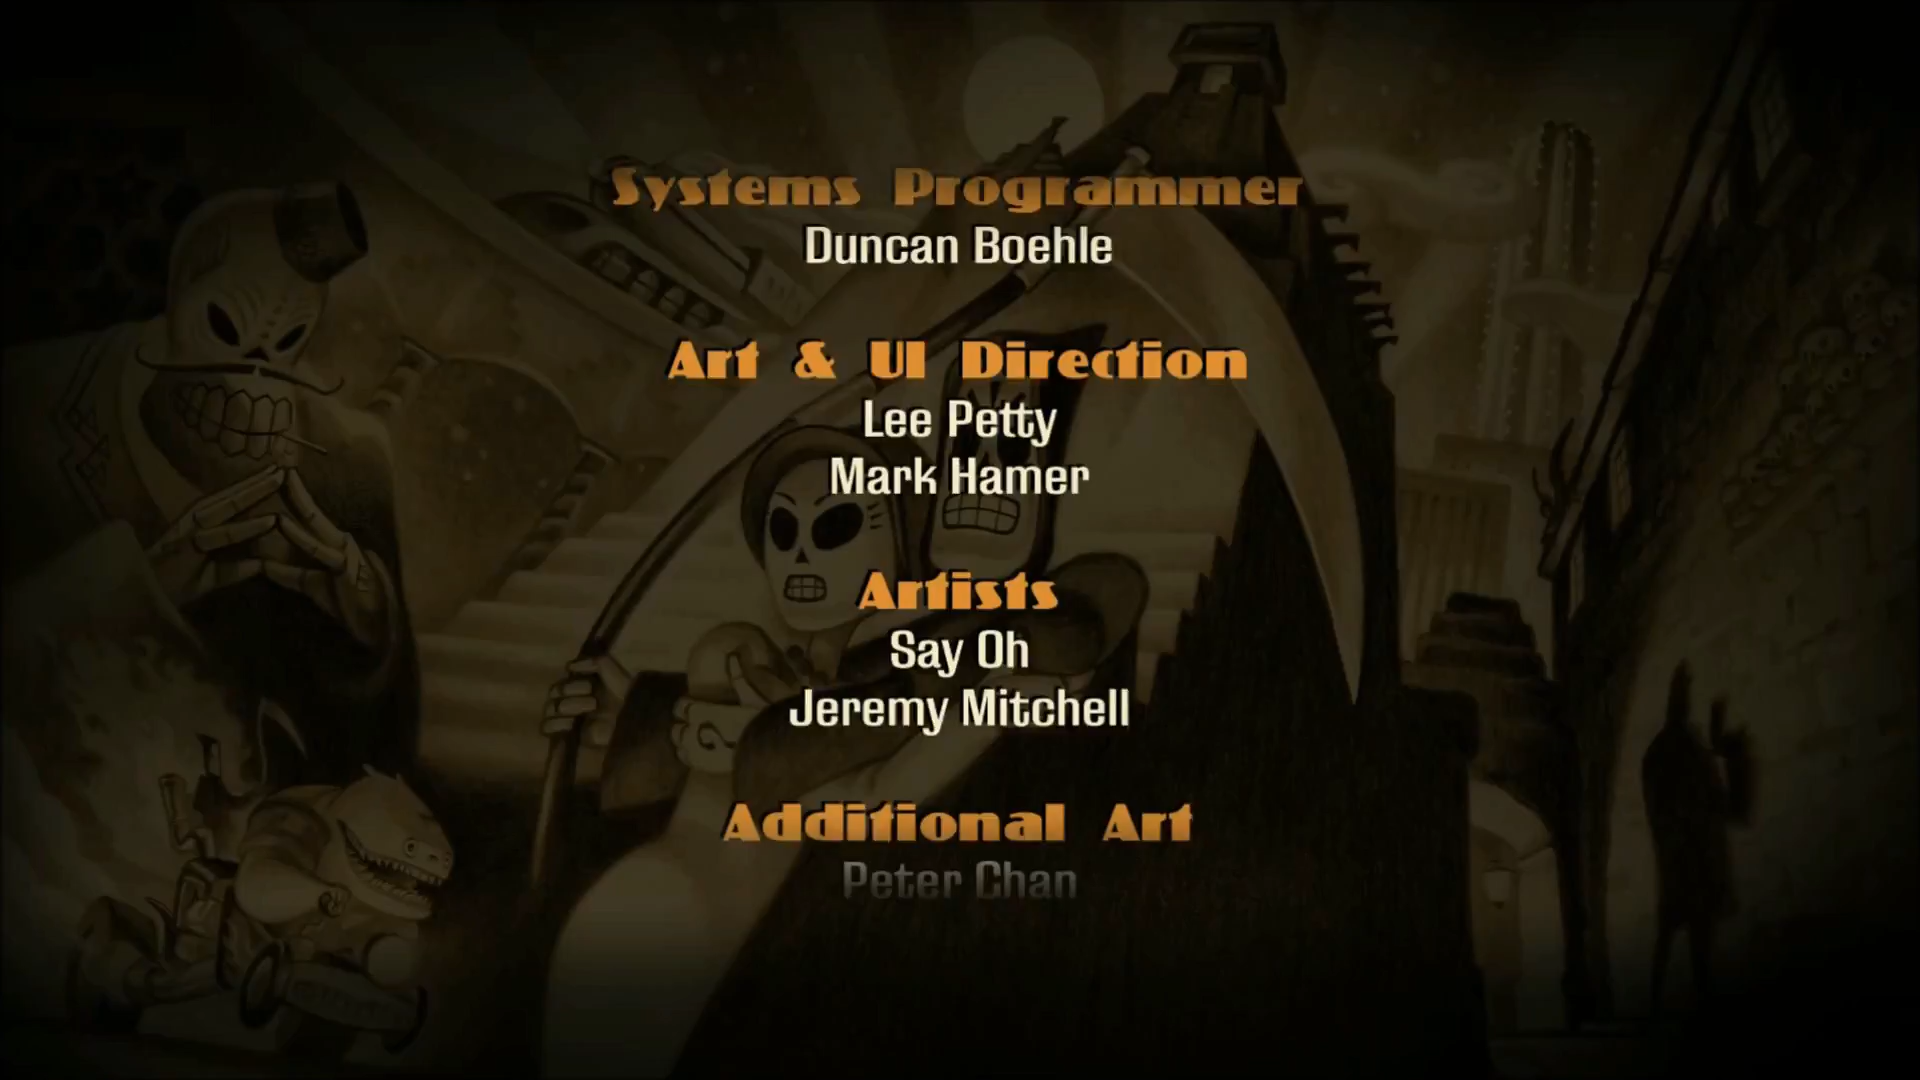 Systems Programmer
Duncan Boehle
Art & UI Direction
Lee Petty
Mark Hamer
Artists
Say Oh
Jeremy Mitchell
Additional Art
Peter Chan